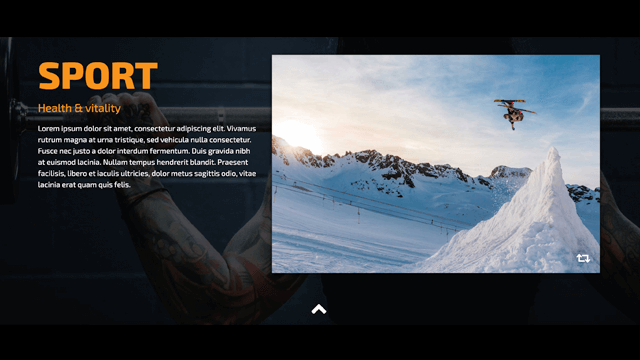 SPORT
Health & vitality
Lorem ipsum dolor sit amet, consectetur adipiscing elit. Vivamus
rutrum magna at urna tristique, sed vehicula nulla consectetur.
Fusce nec justo a dolor interdum fermentum. Duis gravida nibh
at euismod lacinia. Nullam tempus hendrerit blandit. Praesent
facilisis, libero et iaculis ultricies, dolor metus sagittis odio, vitae
lacinia erat quam quis felis.